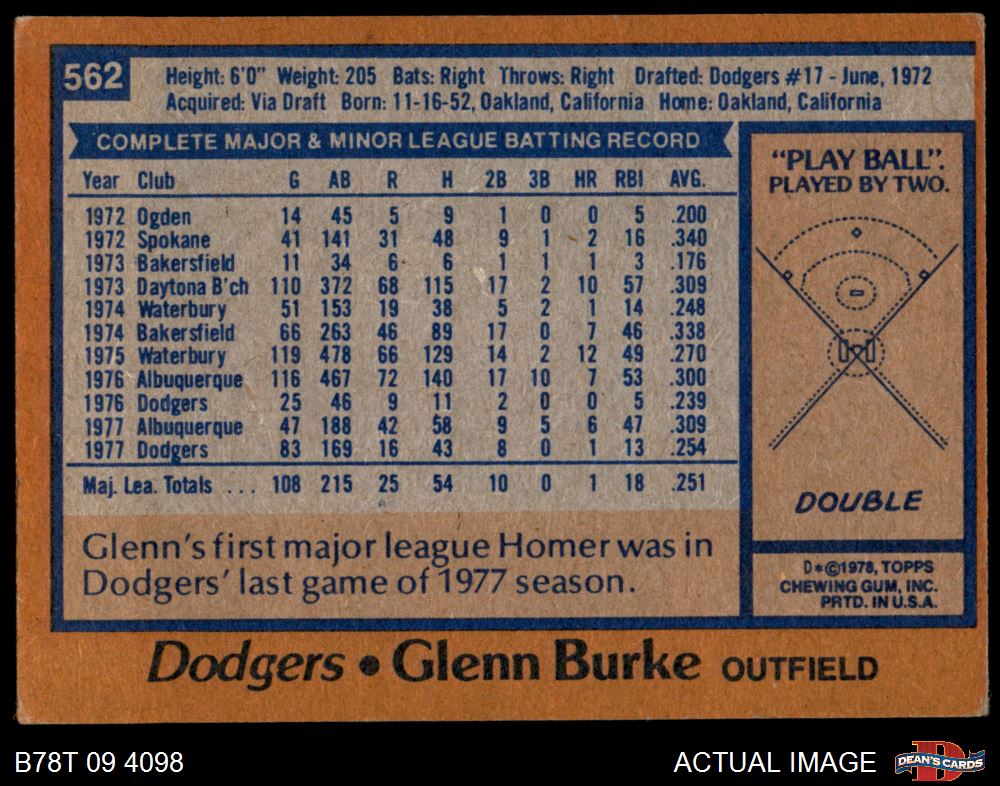 562
Height: 6'0" Weight: 205 Bats: Right Throws: Right Drafted: Dodgers #17 - June, 1972
Acquired: Via Draft Born: 11-16-52, Oakland, California Home: Oakland, California
COMPLETE MAJOR & MINOR LEAGUE BATTING RECORD
Year Club G AB R H 2B 3B HR RBI AVG.
1972 Ogden 14 45 5 9 1 0 0 5 .200
1972 Spokane 41 141 31 48 9 1 2 16 .340
1973 Bakersfield 11 34 6 6 1 1 1 3 .176
1973 Daytona B'ch 110 372 68 115 17 2 10 57 .309
1974 Waterbury 51 153 19 38 5 2 1 14 .248
1974 Bakersfield 66 263 46 89 17 0 7 46 .338
1975 Waterbury 119 478 66 129 14 2 12 49 .270
1976 Albuquerque 116 467 72 140 17 10 7 53 .300
1976 Dodgers 25 46 9 11 2 0 0 5 .239
1977 Albuquerque 47 188 42 58 9 5 6 47 .309
1977 Dodgers 83 169 16 43 8 0 1 13 .254
Maj. Lea. Totals ... 108 215 25 54 10 0 1 18 .251
Glenn's first major league Homer was in
Dodgers' last game of 1977 season.
"PLAY BALL".
PLAYED BY TWO.
DOUBLE
D*©1978, TOPPS
CHEWING GUM, INC.
PRTD. IN U.S.A.
Dodgers • Glenn Burke OUTFIELD
B78T 09 4098
ACTUAL IMAGE
D
DEAN'S CARDS